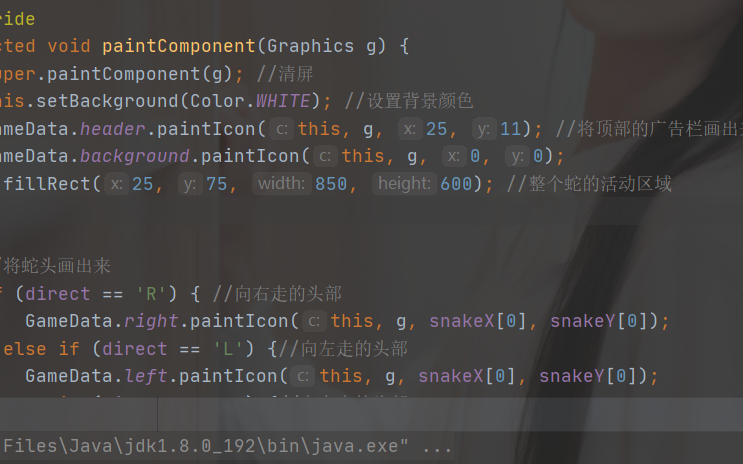 ride
cted void paintComponent(Graphics g) {
uper.paintComponent(g); //清屏
his.setBackground(Color.WHITE); //设置背景颜色
ameData.header.paintIcon( c: this, g, x: 25, y: 11); //将顶部的广告栏画出来
ameData.background.paintIcon( c: this, g, x: 0, y: 0);
.fillRect( x: 25, y: 75, width: 850, height: 600); //整个蛇的活动区域
/将蛇头画出来
f (direct == 'R') { //向右走的头部
GameData.right.paintIcon( c: this, g, snakeX[0], snakeY[0]);
else if (direct == 'L') {//向左走的头部
GameData.left.paintIcon( c: this, g, snakeX[0], snakeY[0]);
Files\Java\jdk1.8.0_192\bin\java.exe" ...